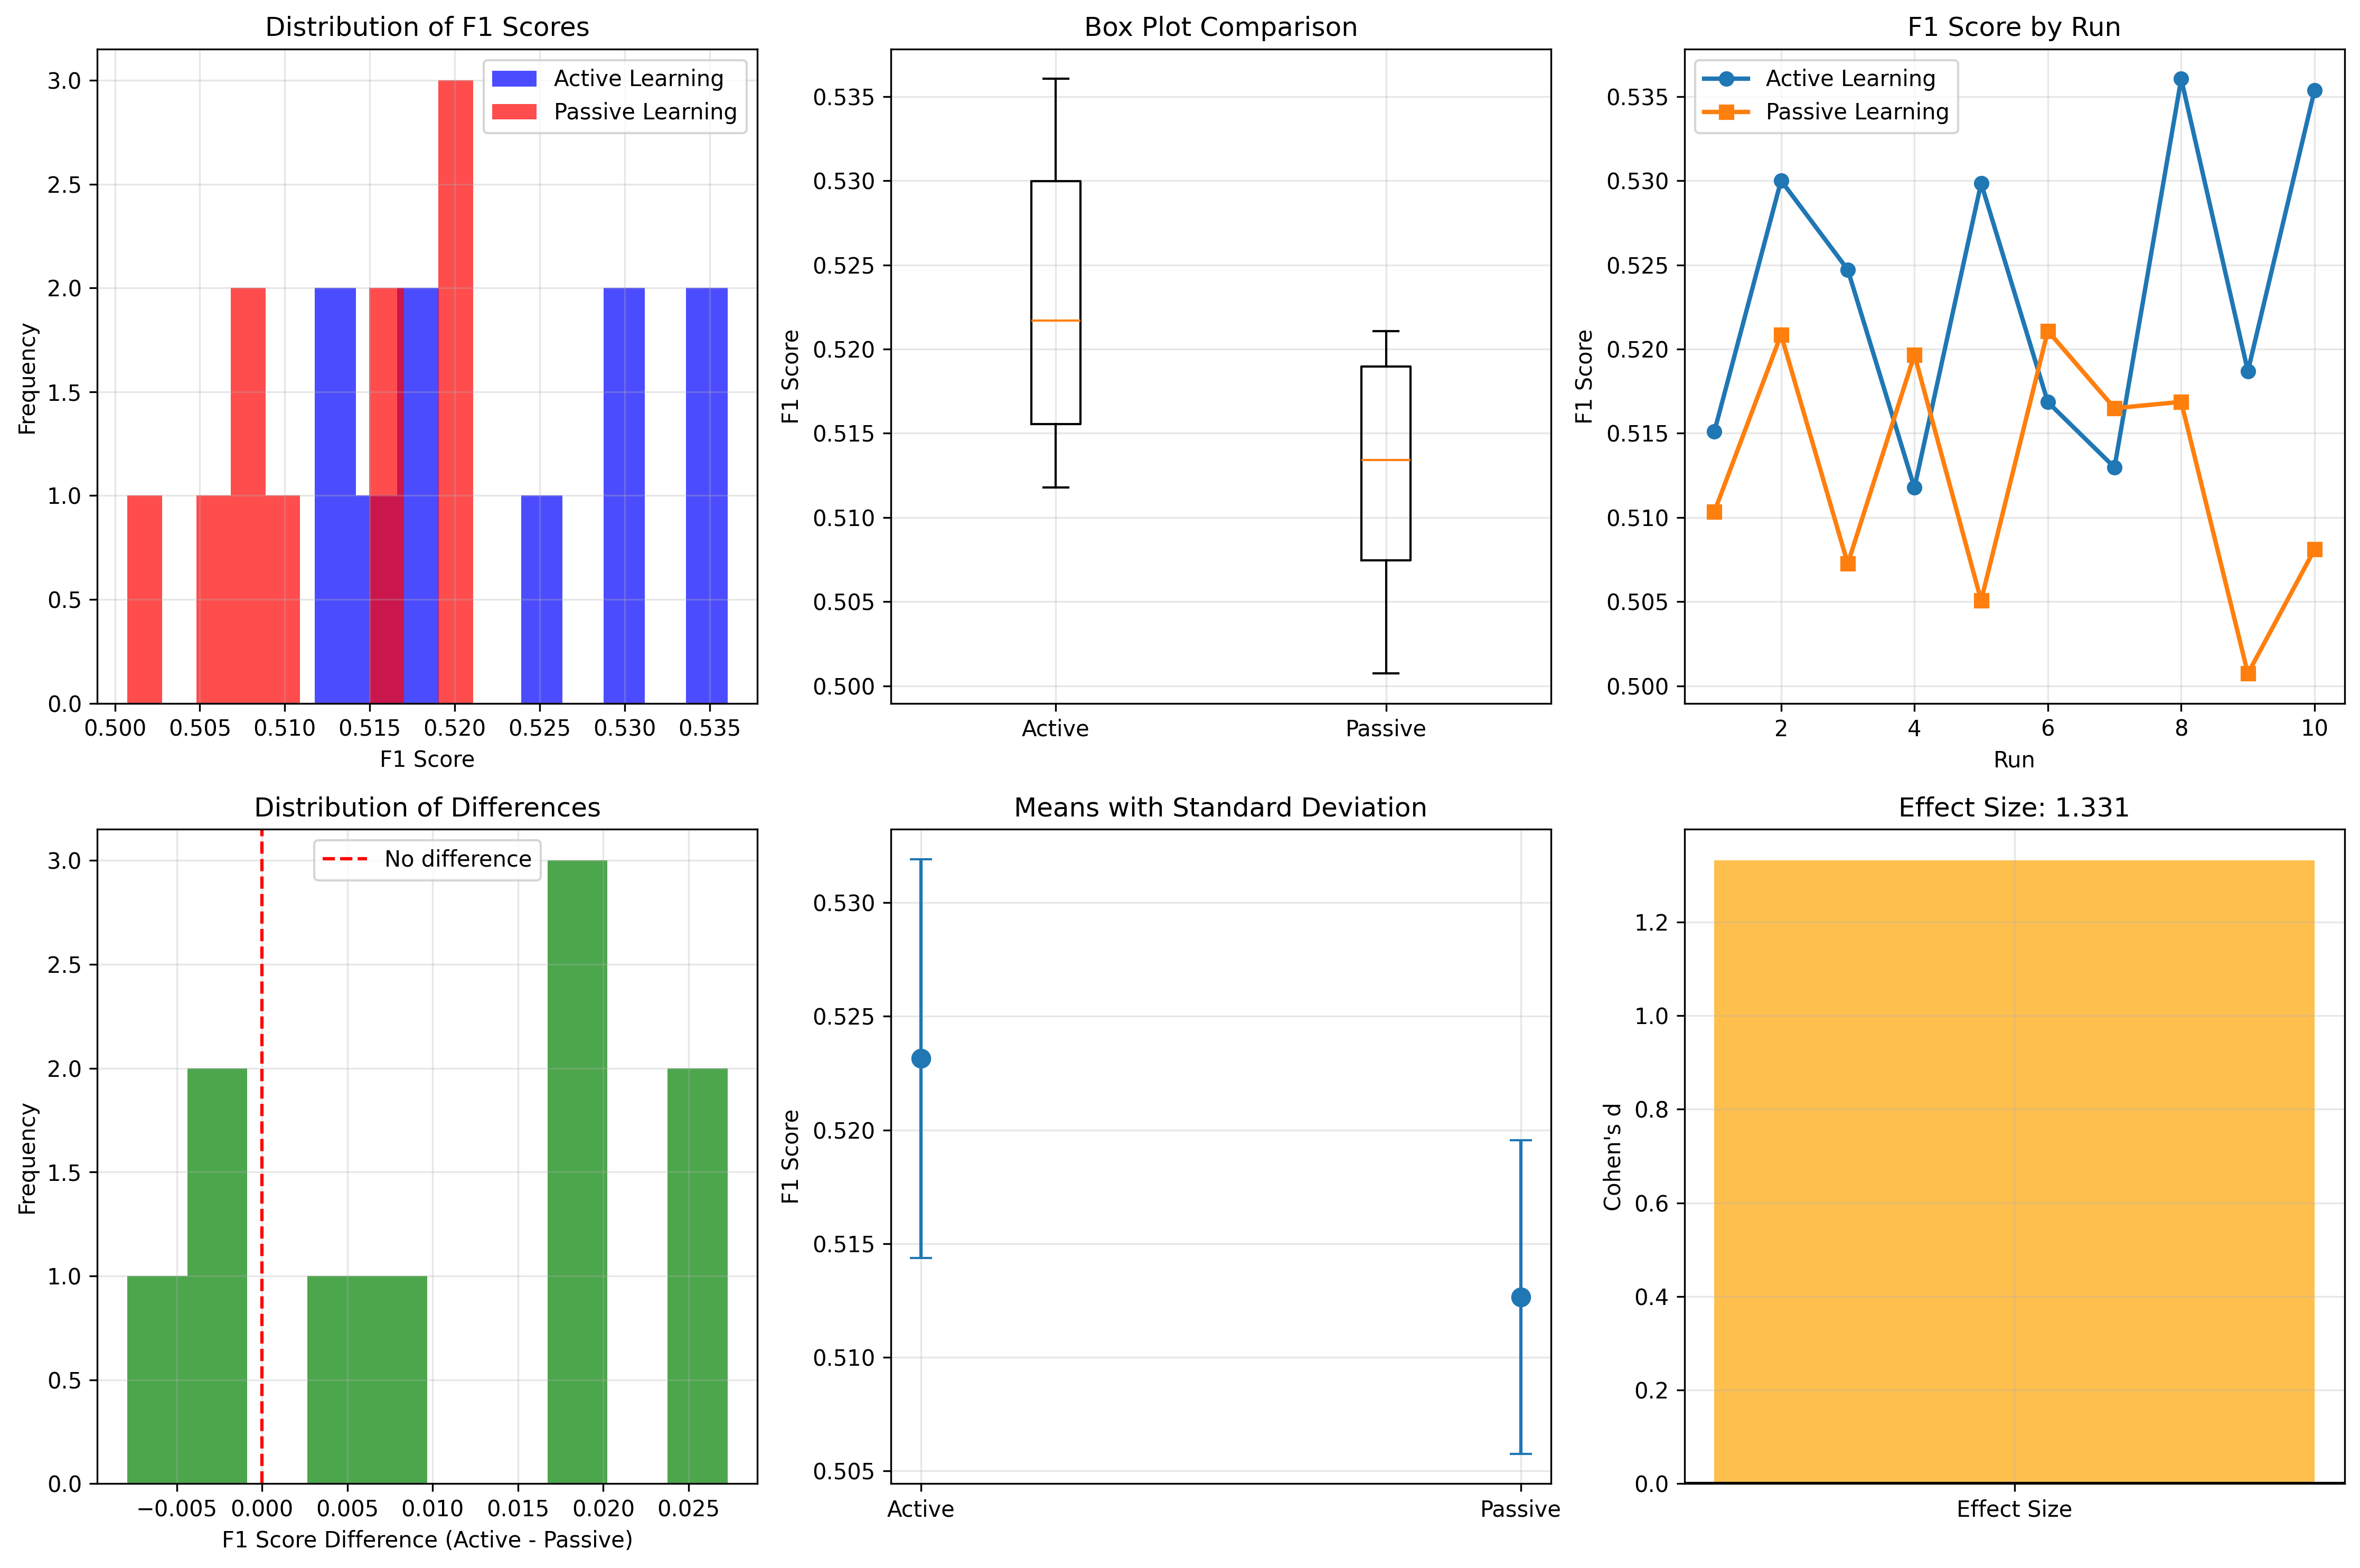 Distribution of F1 Scores
Active Learning
Passive Learning
3.0
2.5
2.0
1.5
1.0
0.5
0.0
Frequency
0.500 0.505 0.510 0.515 0.520 0.525 0.530 0.535
F1 Score
Box Plot Comparison
0.535
0.530
0.525
0.520
0.515
0.510
0.505
0.500
F1 Score
Active Passive
F1 Score by Run
Active Learning
Passive Learning
0.535
0.530
0.525
0.520
0.515
0.510
0.505
0.500
F1 Score
2 4 6 8 10
Run
Distribution of Differences
No difference
3.0
2.5
2.0
1.5
1.0
0.5
0.0
Frequency
−0.005 0.000 0.005 0.010 0.015 0.020 0.025
F1 Score Difference (Active - Passive)
Means with Standard Deviation
0.530
0.525
0.520
0.515
0.510
0.505
F1 Score
Active Passive
Effect Size: 1.331
1.2
1.0
0.8
0.6
0.4
0.2
0.0
Cohen's d
Effect Size